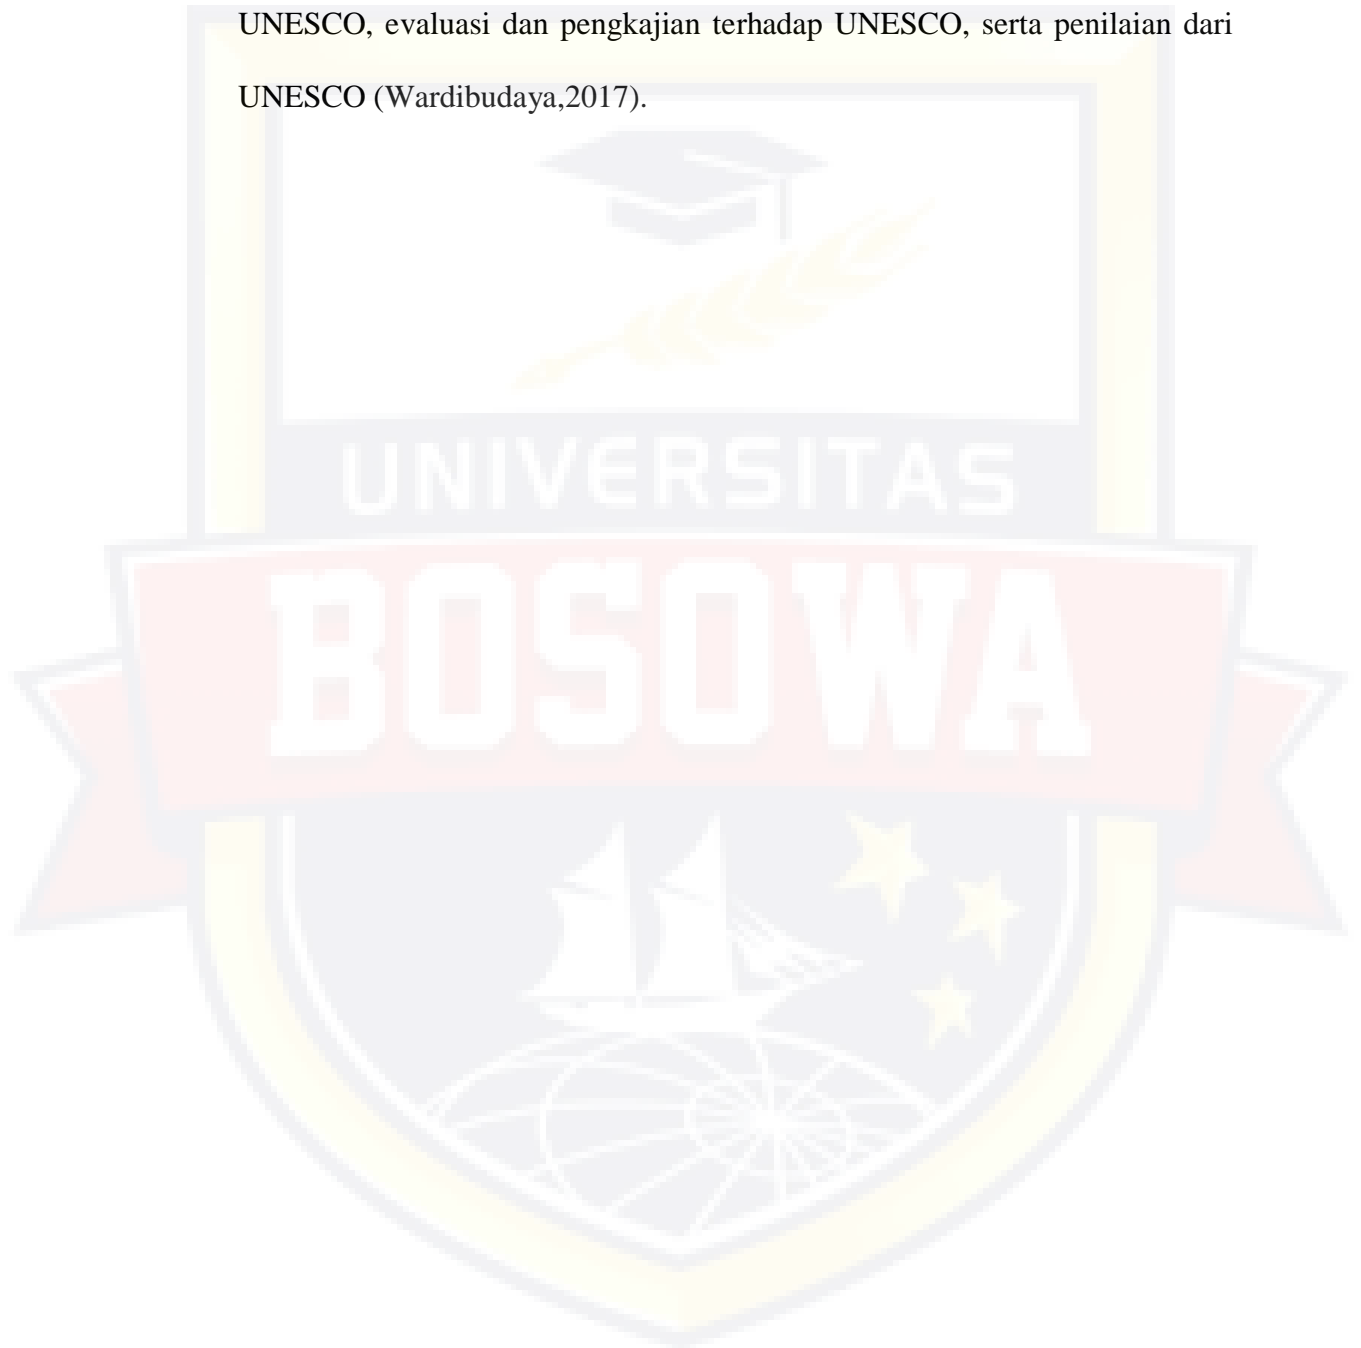 UNESCO, evaluasi dan pengkajian terhadap UNESCO, serta penilaian dari
UNESCO (Wardibudaya,2017).
UNIVERSITAS
BOSOWA